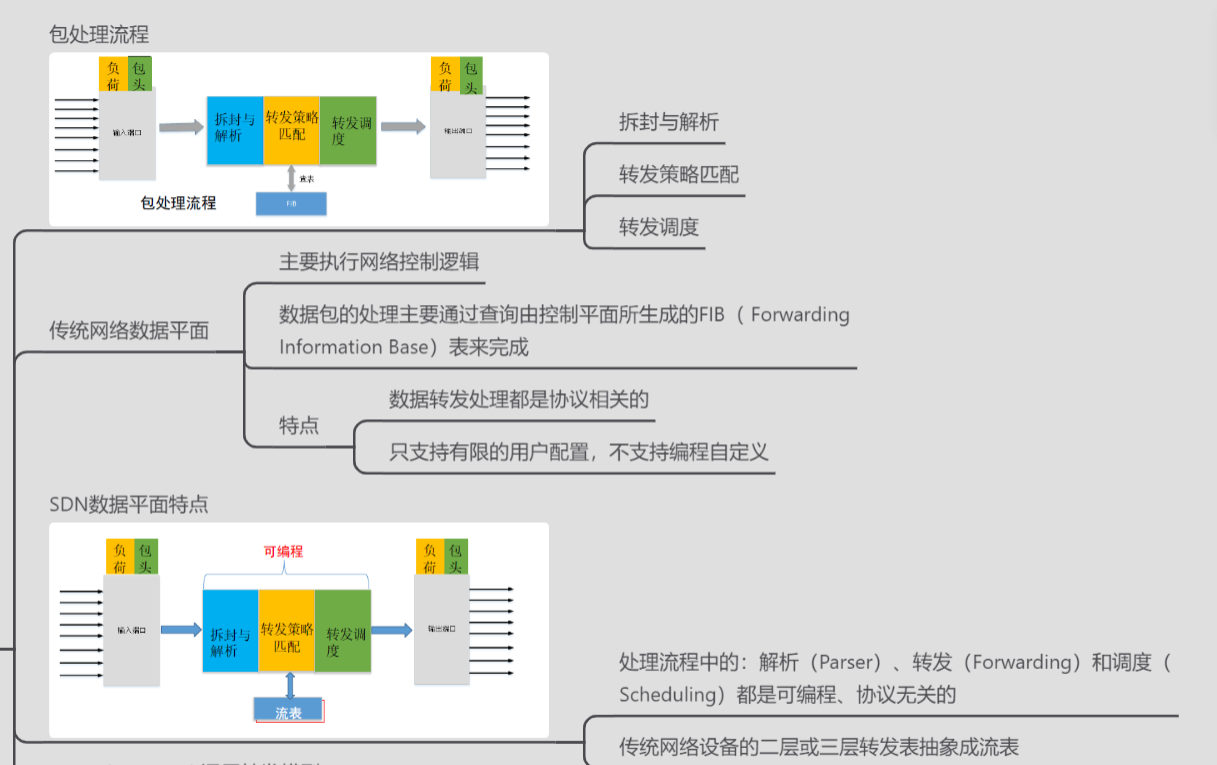 包处理流程
负荷
包头
负荷
包头
输入端口
拆封与解析
转发策略匹配
转发调度
输出端口
查表
FIB
包处理流程
拆封与解析
转发策略匹配
转发调度
传统网络数据平面
主要执行网络控制逻辑
数据包的处理主要通过查询由控制平面所生成的FIB（ Forwarding
Information Base）表来完成
特点
数据转发处理都是协议相关的
只支持有限的用户配置，不支持编程自定义
SDN数据平面特点
负荷
包头
可编程
负荷
包头
输入端口
拆封与解析
转发策略匹配
转发调度
输出端口
流表
处理流程中的：解析（Parser）、转发（Forwarding）和调度（
Scheduling）都是可编程、协议无关的
传统网络设备的二层或三层转发表抽象成流表